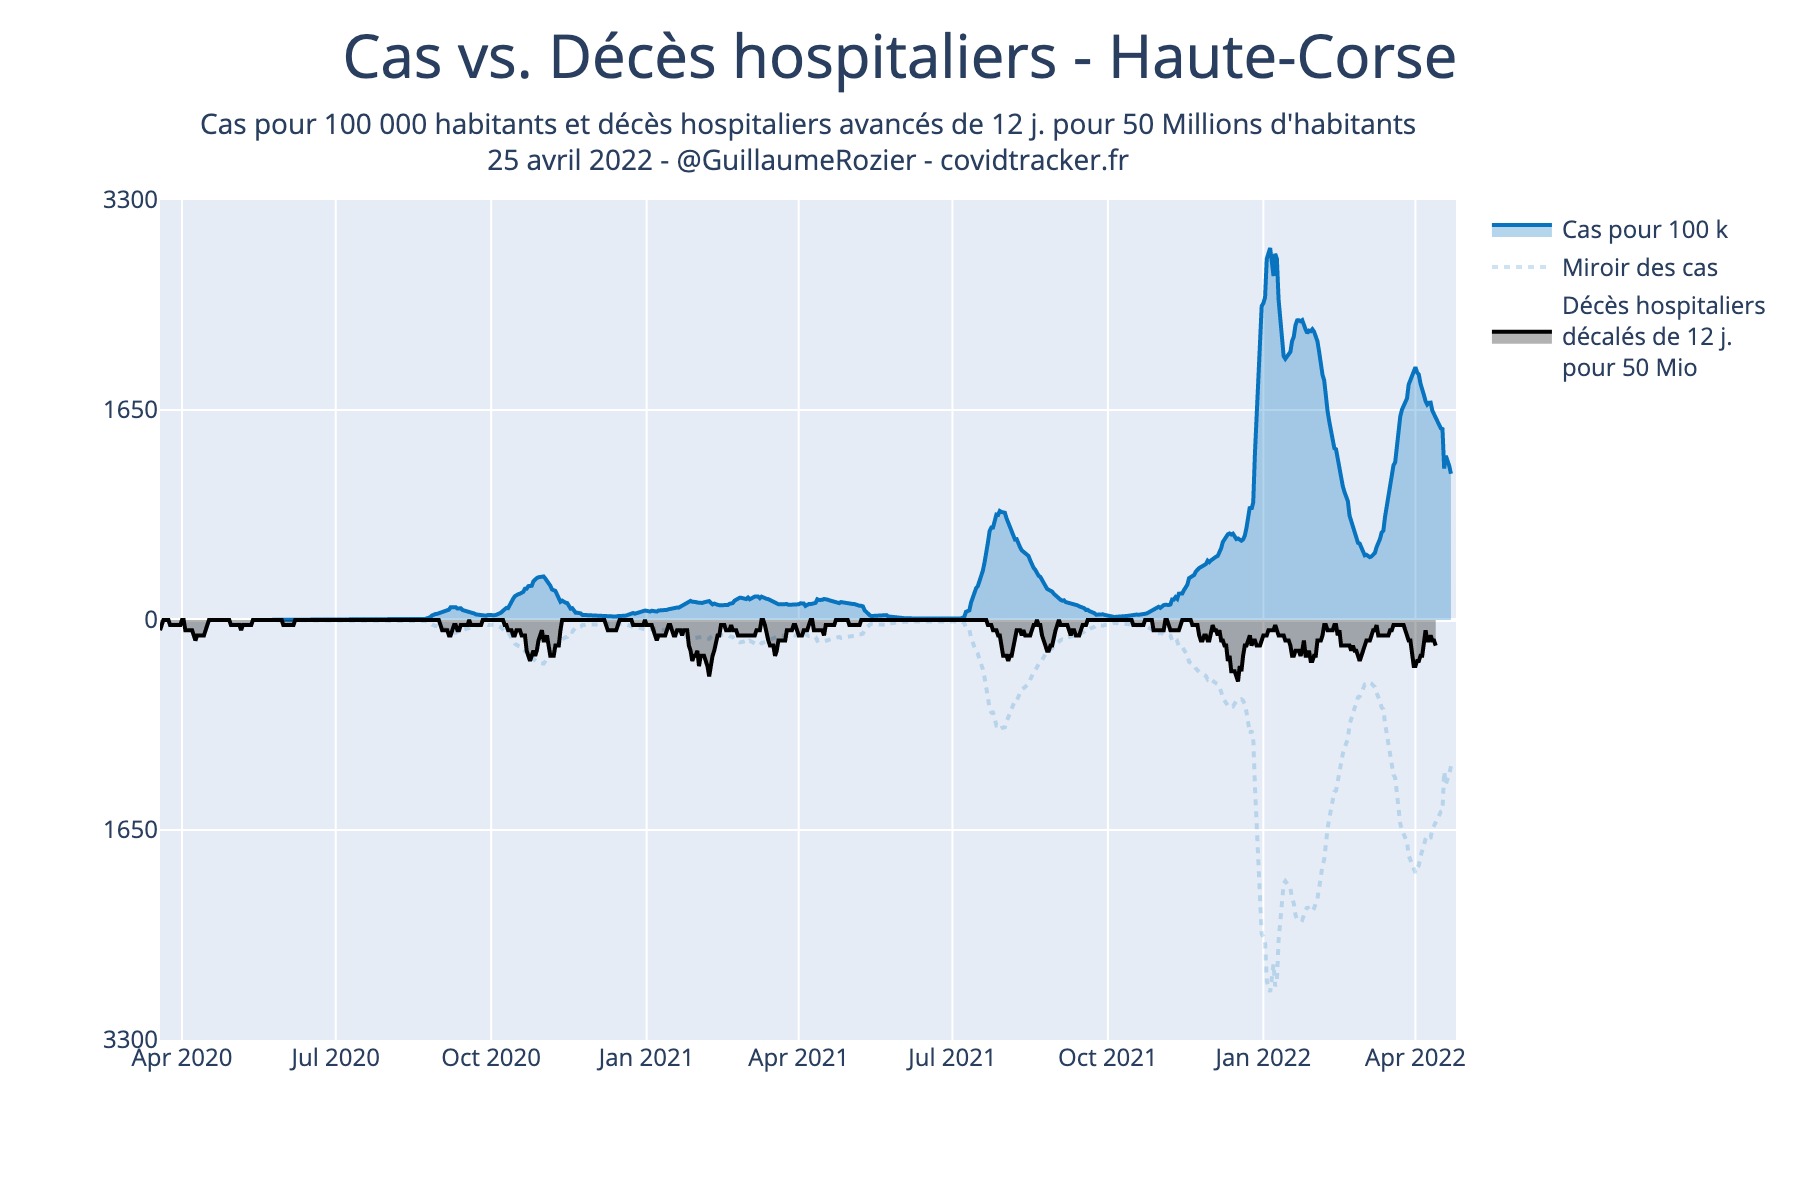 Cas vs. Décès hospitaliers - Haute-Corse
Cas pour 100 000 habitants et décès hospitaliers avancés de 12 j. pour 50 Millions d'habitants
25 avril 2022 - @GuillaumeRozier - covidtracker.fr
3300
1650
0
1650
3300
Apr 2020
Jul 2020
Oct 2020
Jan 2021
Apr 2021
Jul 2021
Oct 2021
Jan 2022
Apr 2022
Cas pour 100 k
Miroir des cas
Décès hospitaliers
décalés de 12 j.
pour 50 Mio